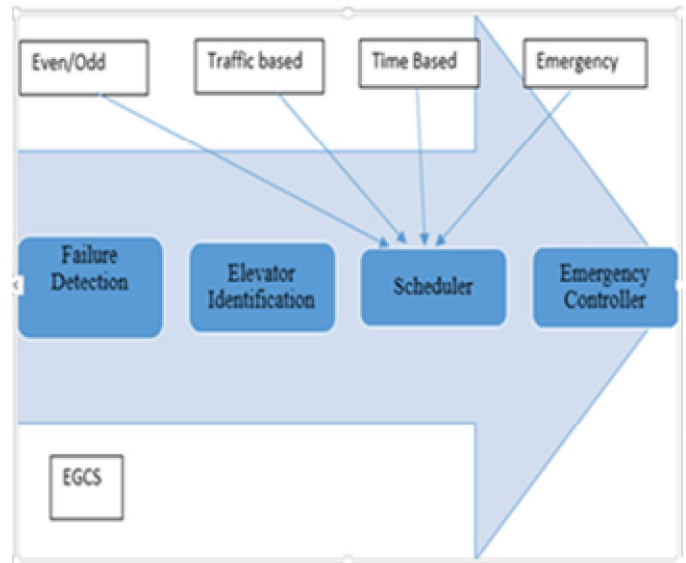 Even/Odd
Traffic based
Time Based
Emergency
Failure
Detection
Elevator
Identification
Scheduler
Emergency
Controller
EGCS